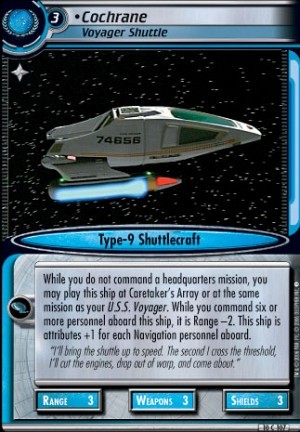 3
•Cochrane
Voyager Shuttle
74656
Type-9 Shuttlecraft
While you do not command a headquarters mission, you
may play this ship at Caretaker's Array or at the same
mission as your U.S.S. Voyager. While you command six or
more personnel aboard this ship, it is Range –2. This ship is
attributes +1 for each Navigation personnel aboard.
"I'll bring the shuttle up to speed. The second I cross the threshold,
I'll cut the engines, drop out of warp, and come about."
RANGE 3 WEAPONS 3 SHIELDS 3